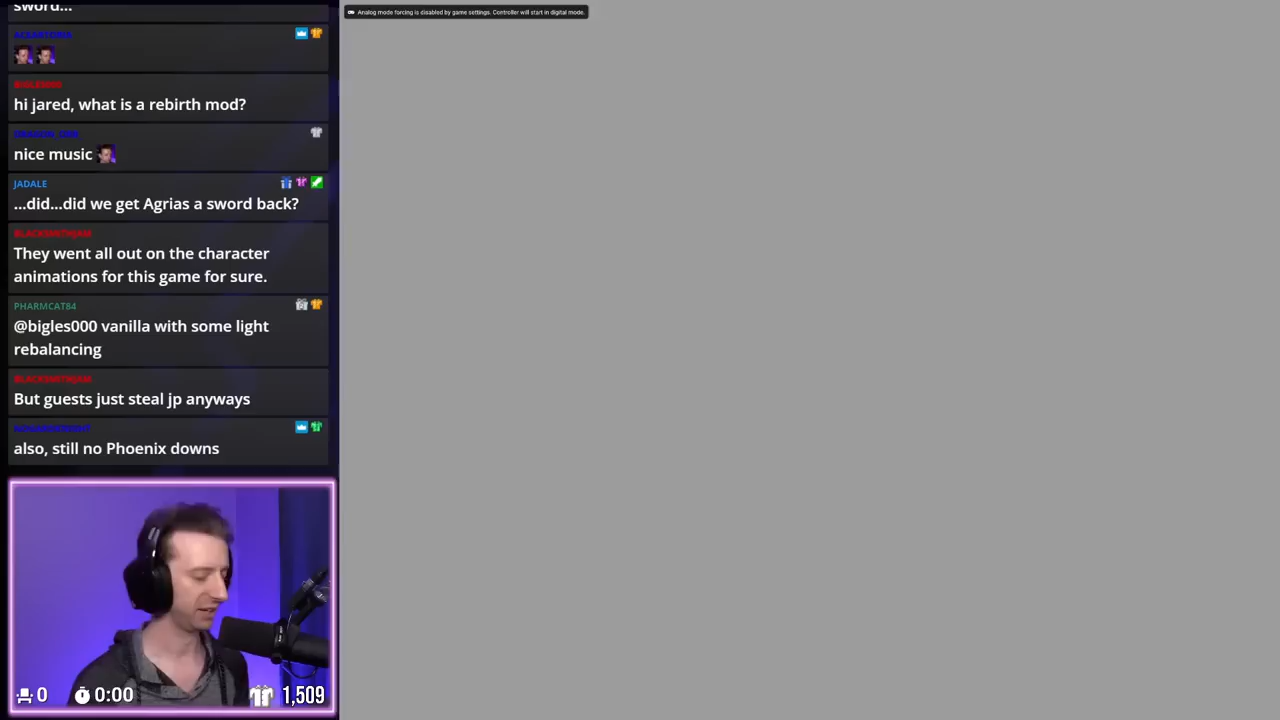 sword...
Analog mode forcing is disabled by game settings. Controller will start in digital mode.
hi jared, what is a rebirth mod?
nice music
JADALE
...did...did we get Agrias a sword back?
BLACKSMITHJAM
They went all out on the character
animations for this game for sure.
PHARMCAT84
@bigles000 vanilla with some light
rebalancing
BLACKSMITHJAM
But guests just steal jp anyways
also, still no Phoenix downs
0
0:00
1,509